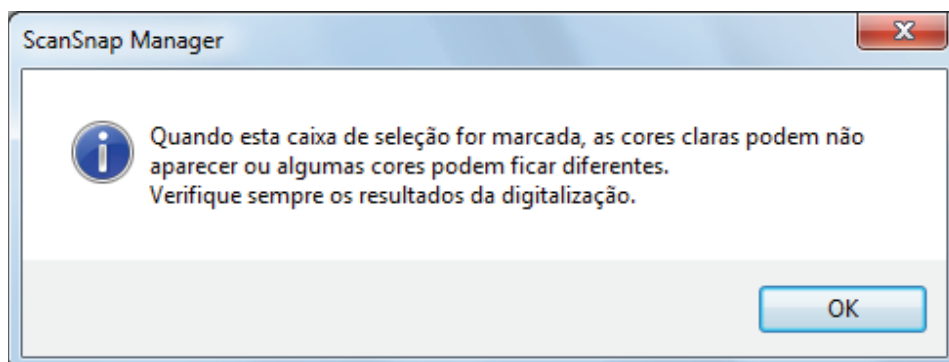 ScanSnap Manager
Quando esta caixa de seleção for marcada, as cores claras podem não
aparecer ou algumas cores podem ficar diferentes.
Verifique sempre os resultados da digitalização.
OK